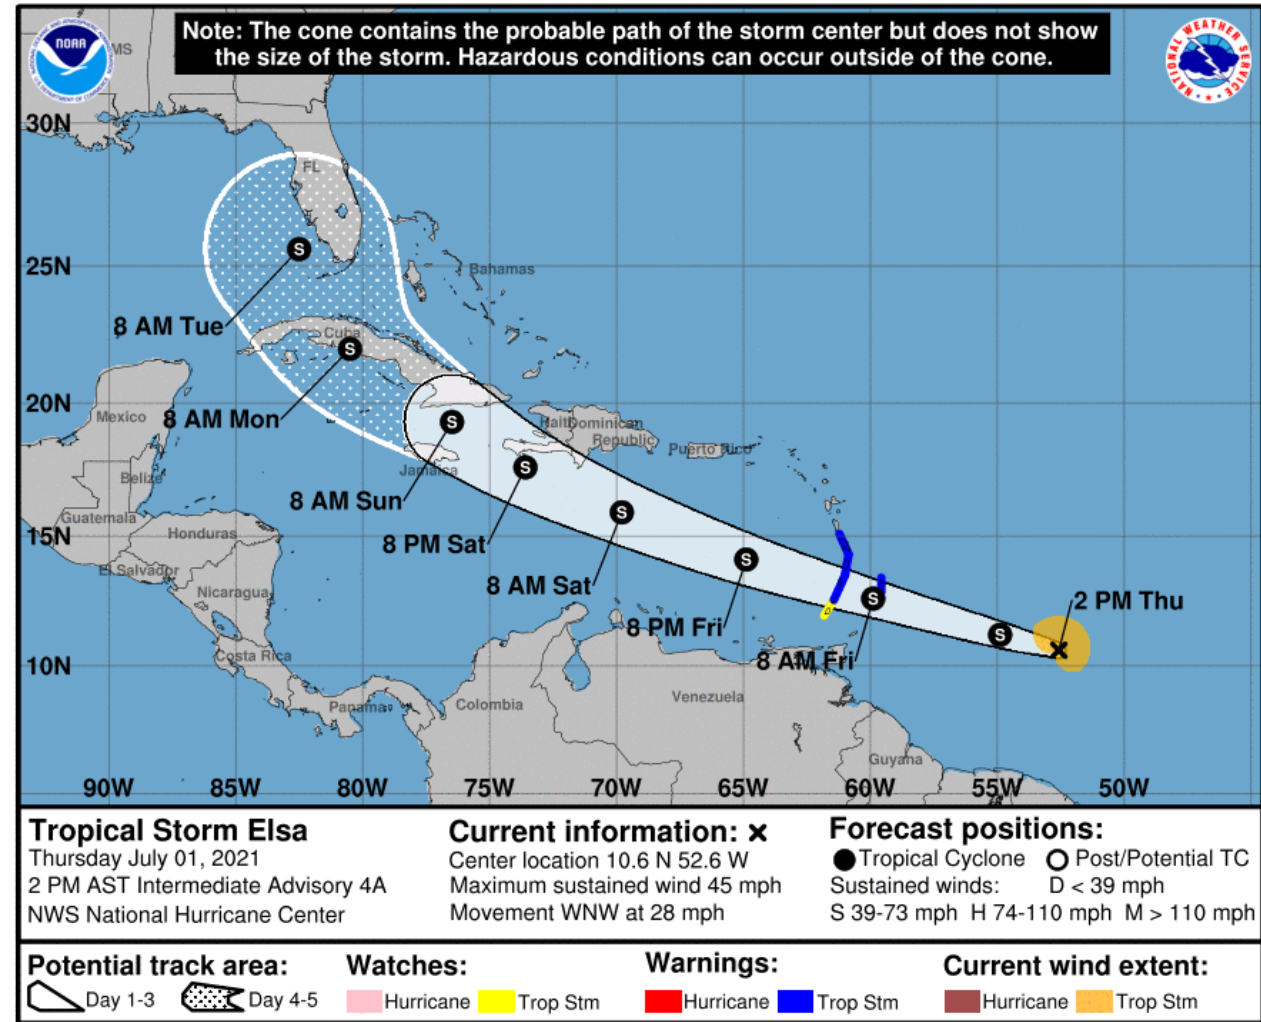 Note: The cone contains the probable path of the storm center but does not show
the size of the storm. Hazardous conditions can occur outside of the cone.
NOAA
NATIONAL WEATHER SERVICE
MS
30N
FL
25N
Bahamas
8 AM Tue
Cuba
20N
Mexico
8 AM Mon
Haiti
Dominican
Republic
Puerto Rico
Jamaica
Belize
8 AM Sun
Guatemala
15N
Honduras
8 PM Sat
El Salvador
8 AM Sat
Nicaragua
2 PM Thu
8 PM Fri
Costa Rica
8 AM Fri
10N
Panama
Colombia
Venezuela
Guyana
90W 85W 80W 75W 70W 65W 60W 55W 50W
S
S
S
S
S
S
S
S
Tropical Storm Elsa
Thursday July 01, 2021
2 PM AST Intermediate Advisory 4A
NWS National Hurricane Center
Current information: x
Center location 10.6 N 52.6 W
Maximum sustained wind 45 mph
Movement WNW at 28 mph
Forecast positions:
Tropical Cyclone Post/Potential TC
Sustained winds: D < 39 mph
S 39-73 mph H 74-110 mph M > 110 mph
Potential track area:
Day 1-3 Day 4-5
Watches:
Hurricane Trop Stm
Warnings:
Hurricane Trop Stm
Current wind extent:
Hurricane Trop Stm